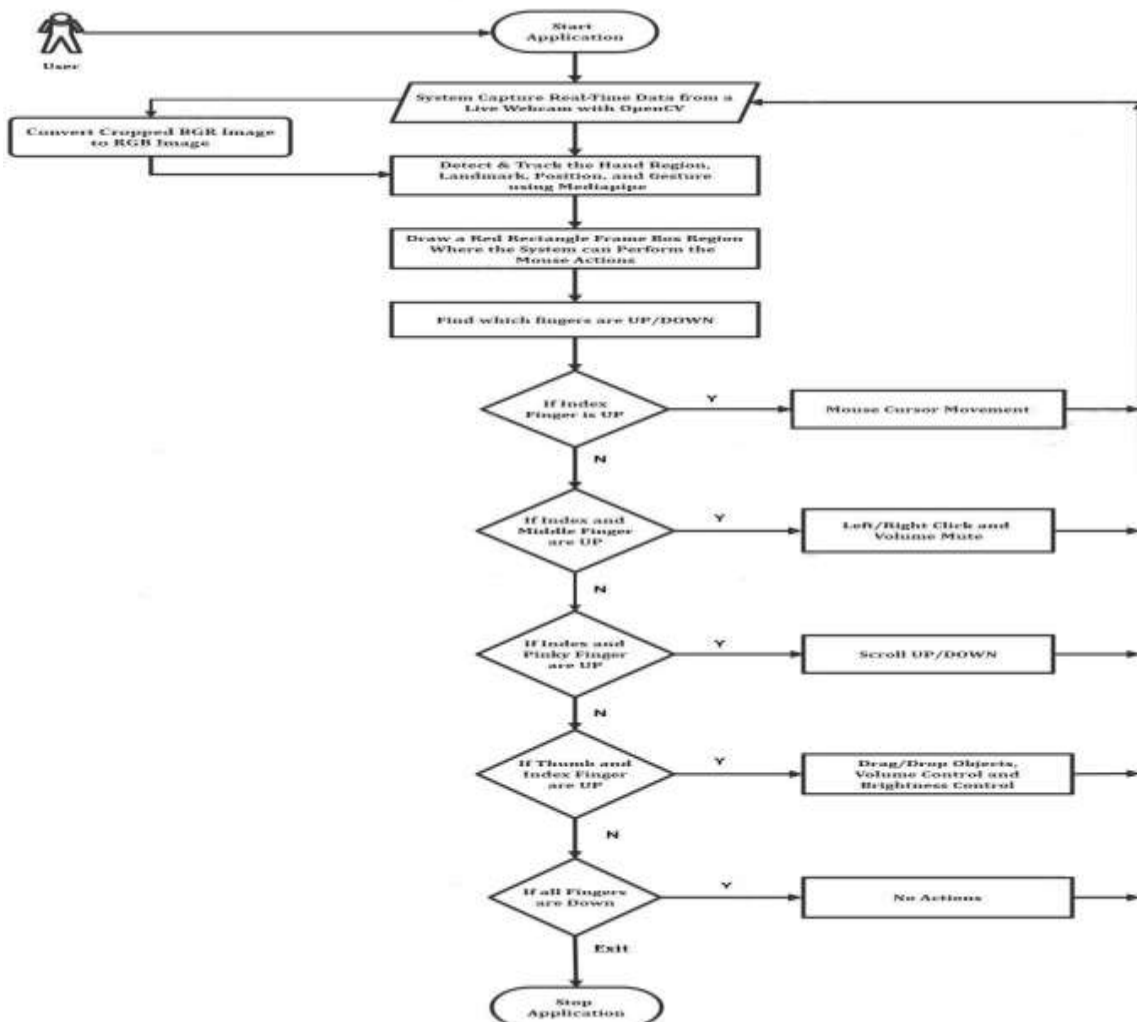 Start
Application
User
System Capture Real-Time Data from a
Live Webcam with OpenCV
Convert Cropped BGR Image
to RGB Image
Detect & Track the Hand Region,
Landmark, Position, and Gesture
using Mediapipe
Draw a Red Rectangle Frame Box Region
Where the System can Perform the
Mouse Actions
Find which fingers are UP/DOWN
If Index
Finger is UP
Y
Mouse Cursor Movement
N
If Index and
Middle Finger
are UP
Y
Left/Right Click and
Volume Mute
N
If Index and
Pinky Finger
are UP
Y
Scroll UP/DOWN
N
If Thumb and
Index Finger
are UP
Y
Drag/Drop Objects,
Volume Control and
Brightness Control
N
If all Fingers
are Down
Y
No Actions
Exit
Stop
Application